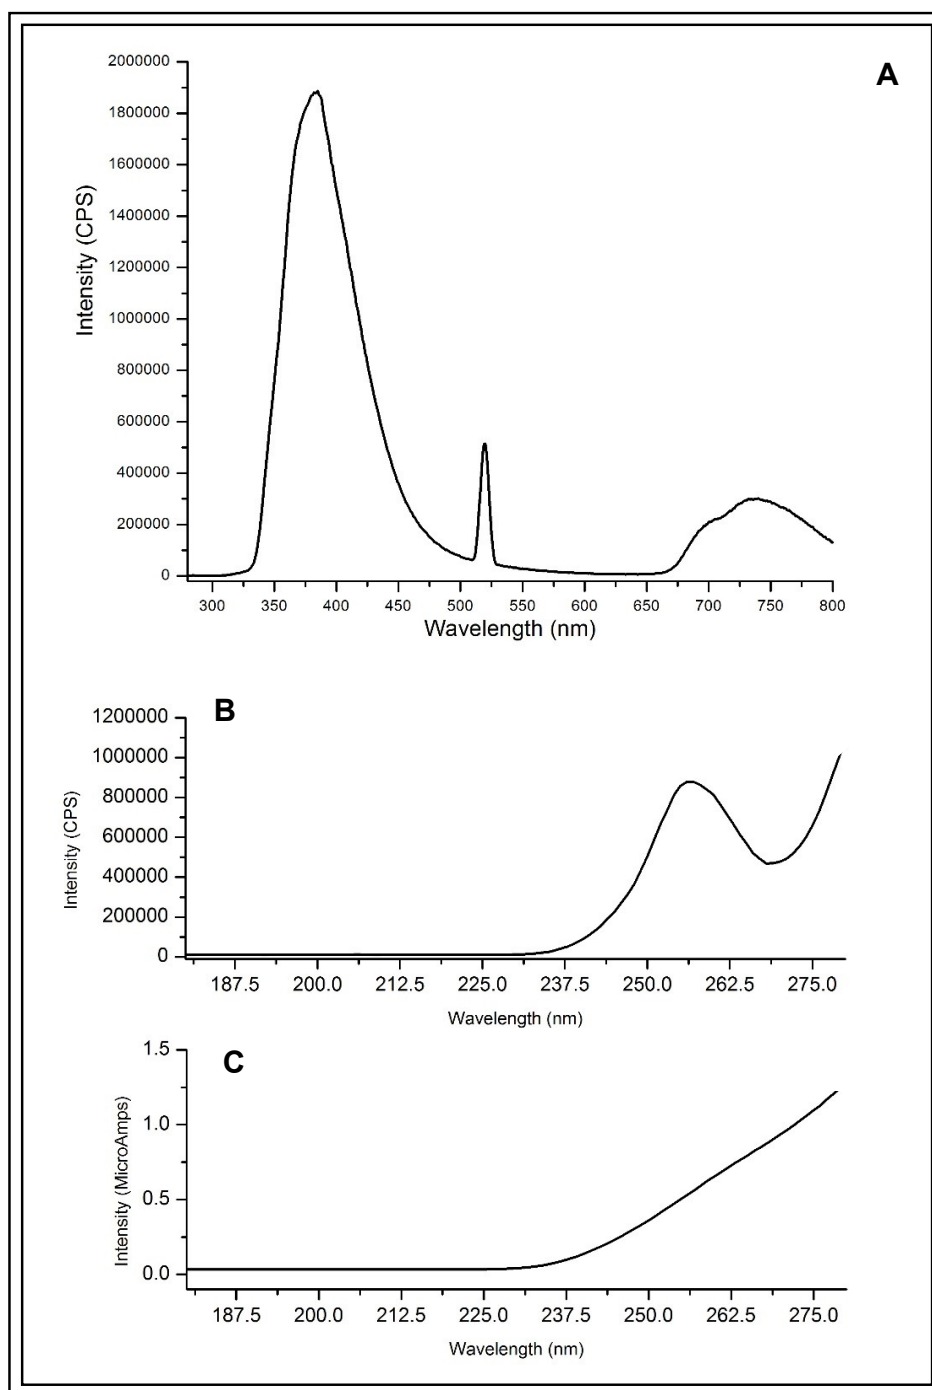 A
2000000
1800000
1600000
1400000
1200000
1000000
800000
600000
400000
200000
0
Intensity (CPS)
300 350 400 450 500 550 600 650 700 750 800
Wavelength (nm)
B
1200000
1000000
800000
600000
400000
200000
0
Intensity (CPS)
187.5 200.0 212.5 225.0 237.5 250.0 262.5 275.0
Wavelength (nm)
C
1.5
1.0
0.5
0.0
Intensity (MicroAmps)
187.5 200.0 212.5 225.0 237.5 250.0 262.5 275.0
Wavelength (nm)